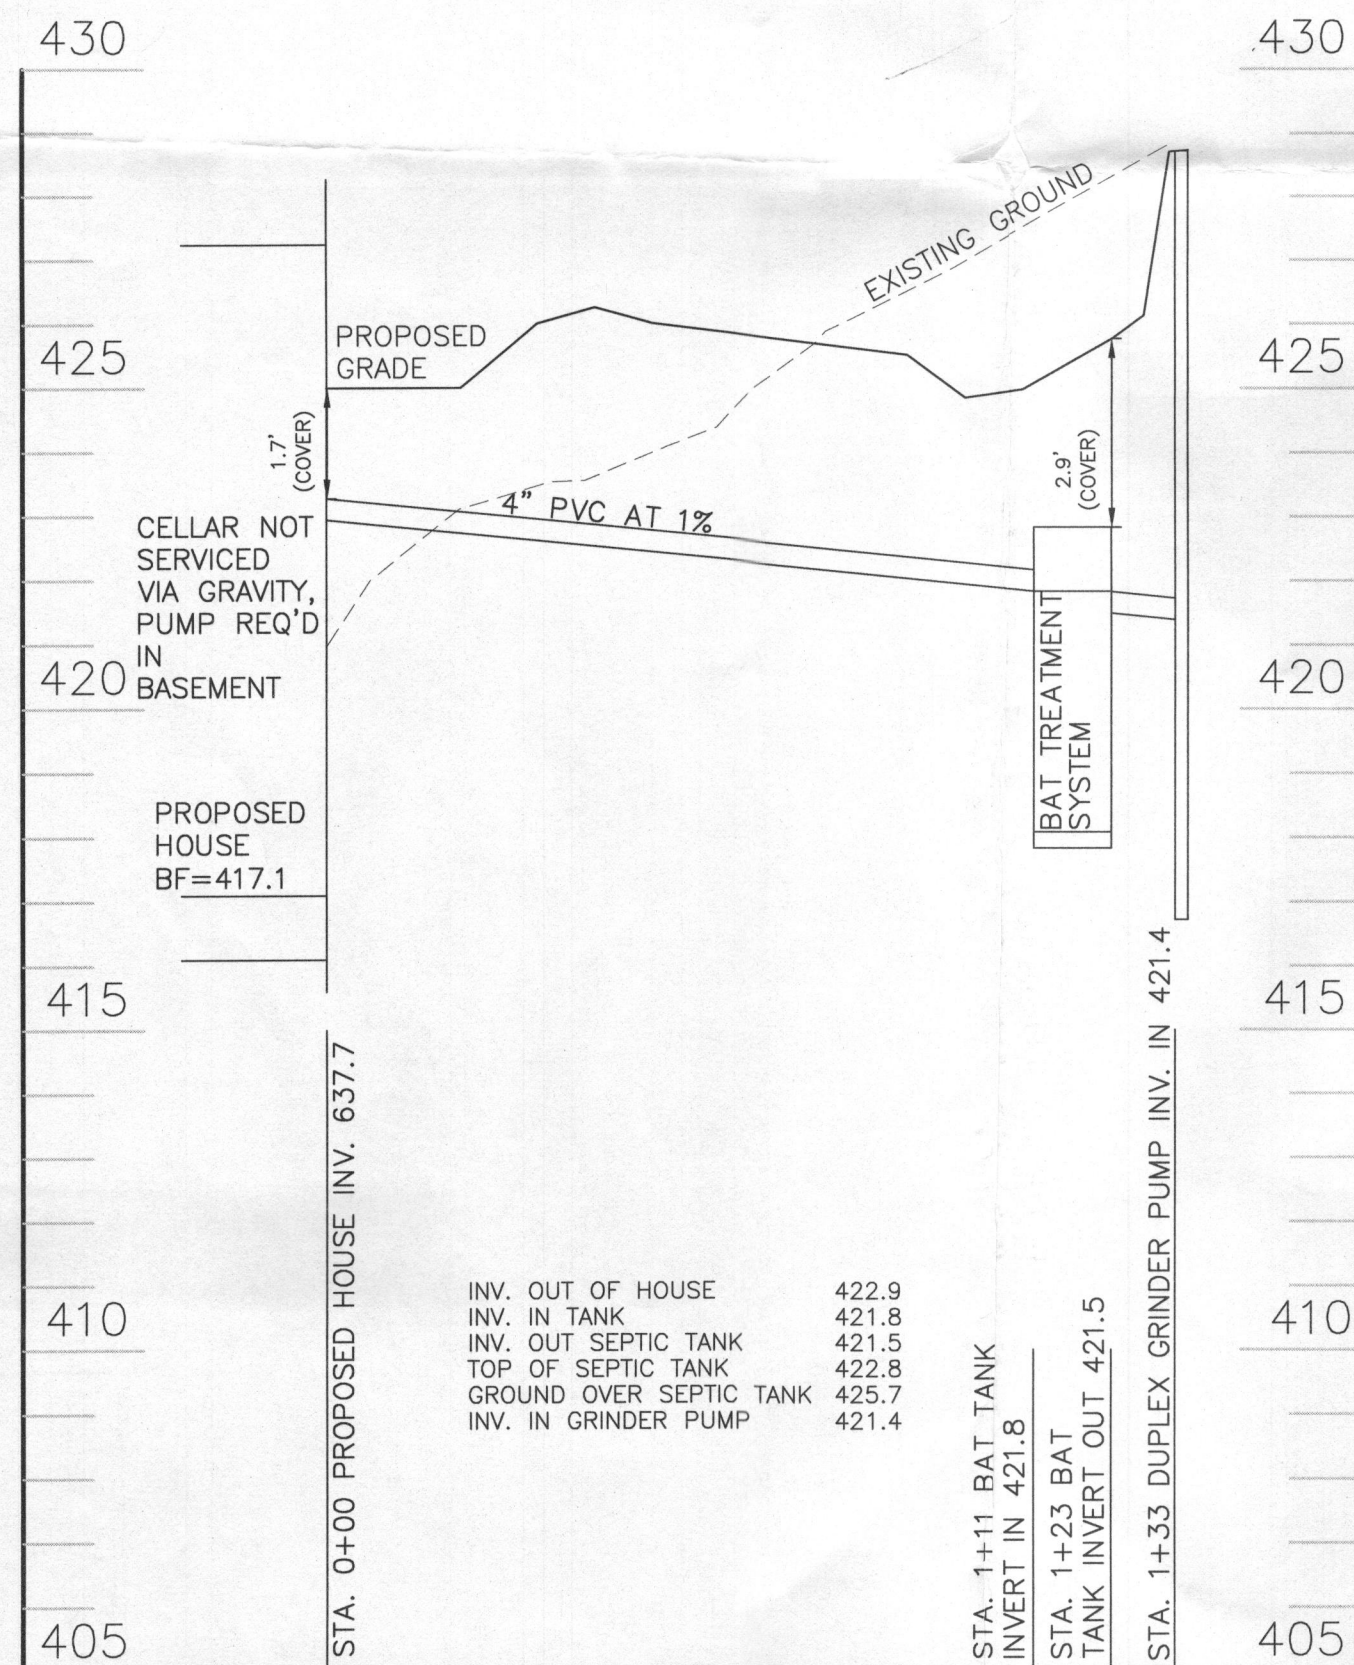 430
430
EXISTING GROUND
PROPOSED
GRADE
425
425
1.7'
(COVER)
2.9'
(COVER)
4" PVC AT 1%
CELLAR NOT
SERVICED
VIA GRAVITY,
PUMP REQ'D
IN
BASEMENT
420
420
BAT TREATMENT
SYSTEM
PROPOSED
HOUSE
BF=417.1
415
415
STA. 0+00 PROPOSED HOUSE INV. 637.7
INV. OUT OF HOUSE 422.9
INV. IN TANK 421.8
INV. OUT SEPTIC TANK 421.5
TOP OF SEPTIC TANK 422.8
GROUND OVER SEPTIC TANK 425.7
INV. IN GRINDER PUMP 421.4
STA. 1+11 BAT TANK
INVERT IN 421.8
STA. 1+23 BAT
TANK INVERT OUT 421.5
STA. 1+33 DUPLEX GRINDER PUMP INV. IN 421.4
410
410
405
405